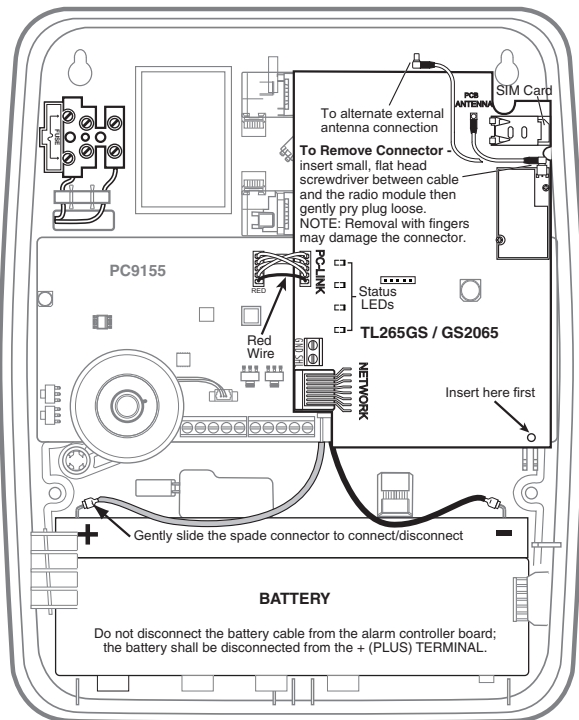 To alternate external
antenna connection
PCB
ANTENNA
SIM Card
FUSE
To Remove Connector -
insert small, flat head
screwdriver between cable
and the radio module then
gently pry plug loose.
NOTE: Removal with fingers
may damage the connector.
PC9155
RED
PC-LINK
Status
LEDs
Red
Wire
TL265GS / GS2065
GND SHI
NETWORK
Insert here first
+
-
Gently slide the spade connector to connect/disconnect
BATTERY
Do not disconnect the battery cable from the alarm controller board;
the battery shall be disconnected from the + (PLUS) TERMINAL.